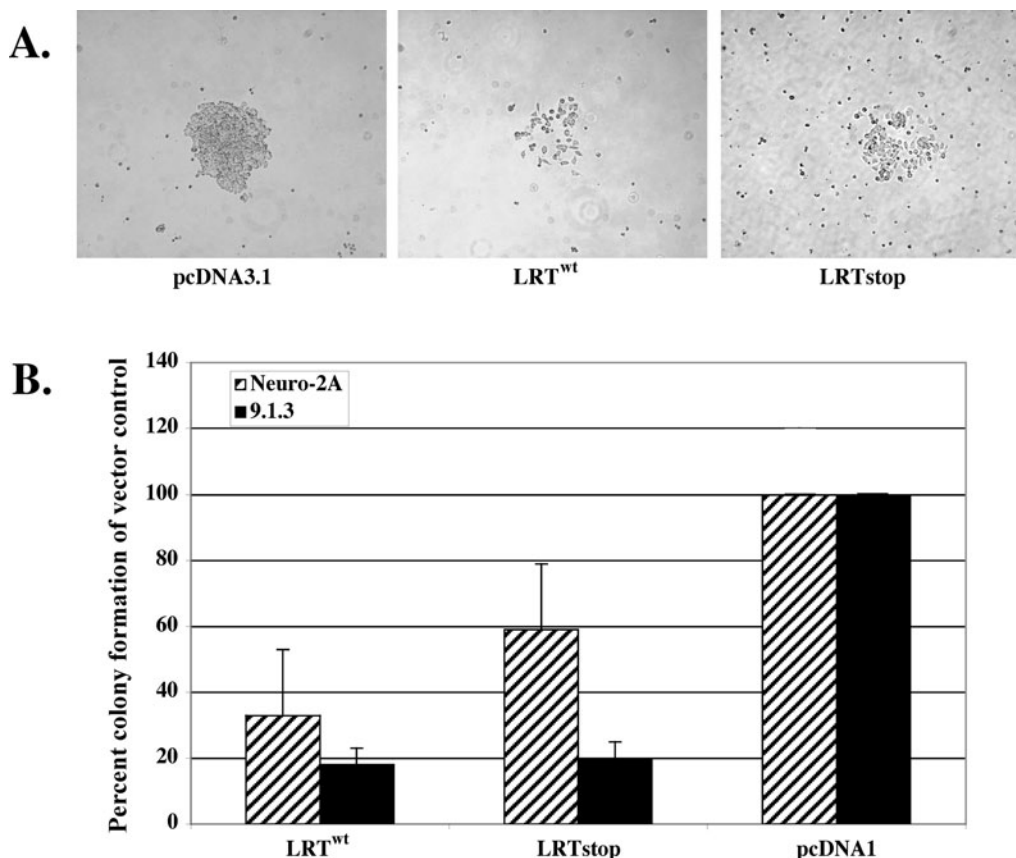 A.
pcDNA3.1 LRTwt LRTstop
B.
Percent colony formation of vector control
140
120
100
80
60
40
20
0
Neuro-2A
9.1.3
LRTwt LRTstop pcDNA1